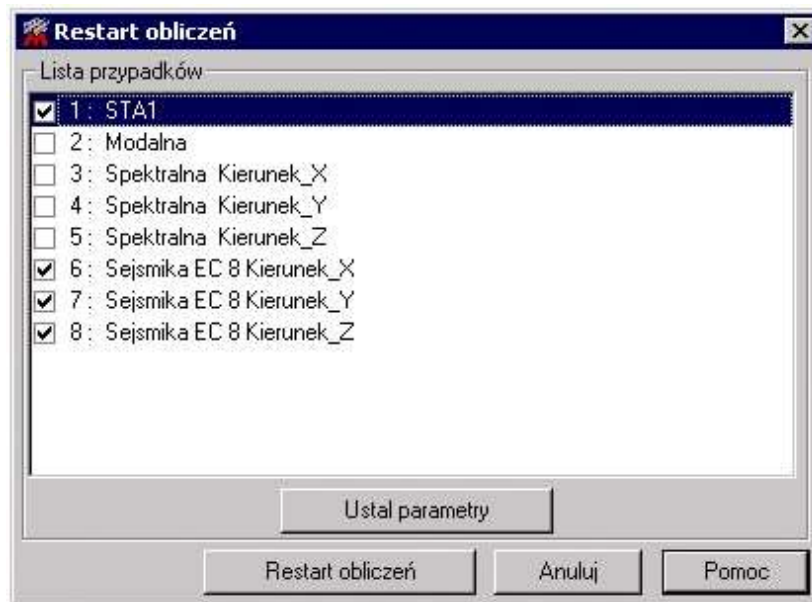 Restart obliczeń
Lista przypadków
1 : STA1
2 : Modalna
3 : Spektralna Kierunek_X
4 : Spektralna Kierunek_Y
5 : Spektralna Kierunek_Z
6 : Sejsmika EC 8 Kierunek_X
7 : Sejsmika EC 8 Kierunek_Y
8 : Sejsmika EC 8 Kierunek_Z
Ustal parametry
Restart obliczeń Anuluj Pomoc